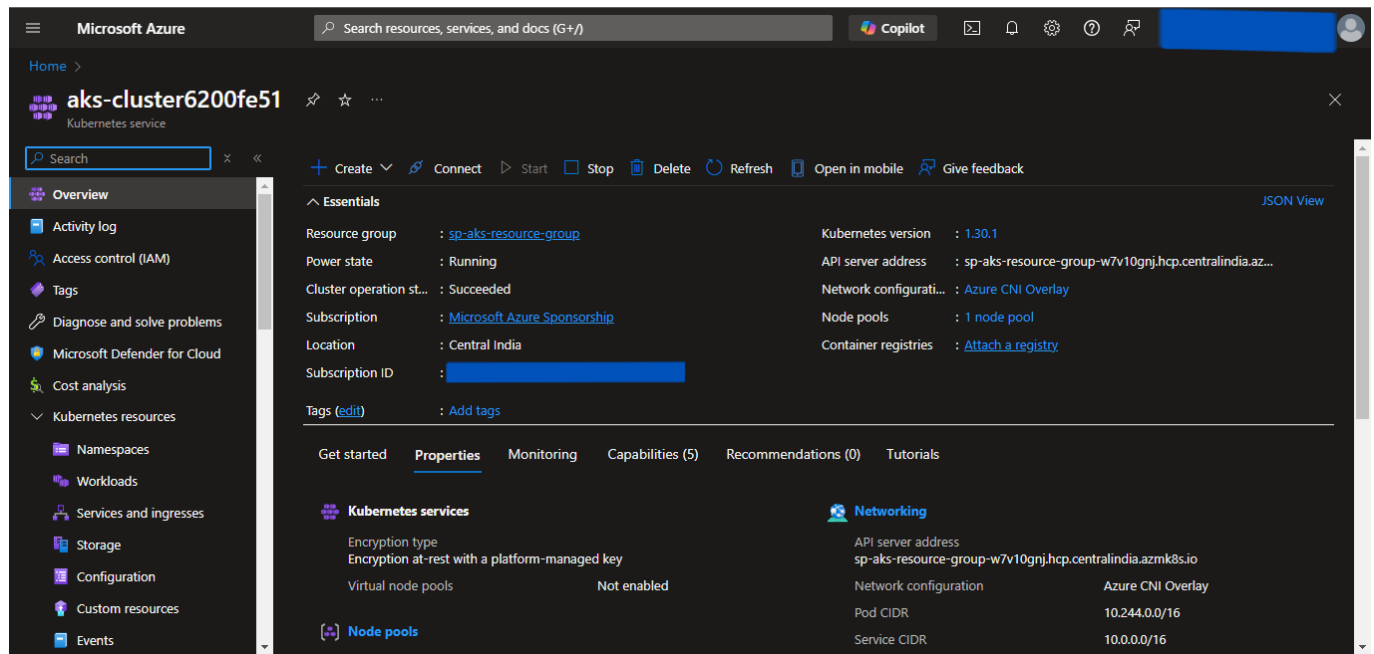 Microsoft Azure
Search resources, services, and docs (G+/)
Copilot
Home >
aks-cluster6200fe51
Kubernetes service
Search
Overview
Activity log
Access control (IAM)
Tags
Diagnose and solve problems
Microsoft Defender for Cloud
Cost analysis
Kubernetes resources
Namespaces
Workloads
Services and ingresses
Storage
Configuration
Custom resources
Events
Create Connect Start Stop Delete Refresh Open in mobile Give feedback
Essentials
JSON View
Resource group : sp-aks-resource-group
Power state : Running
Cluster operation st... : Succeeded
Subscription : Microsoft Azure Sponsorship
Location : Central India
Subscription ID :
Tags (edit) : Add tags
Kubernetes version : 1.30.1
API server address : sp-aks-resource-group-w7v10gnj.hcp.centralindia.az...
Network configurati... : Azure CNI Overlay
Node pools : 1 node pool
Container registries : Attach a registry
Get started Properties Monitoring Capabilities (5) Recommendations (0) Tutorials
Kubernetes services
Encryption type
Encryption at-rest with a platform-managed key
Virtual node pools Not enabled
Node pools
Networking
API server address
sp-aks-resource-group-w7v10gnj.hcp.centralindia.azmk8s.io
Network configuration Azure CNI Overlay
Pod CIDR 10.244.0.0/16
Service CIDR 10.0.0.0/16